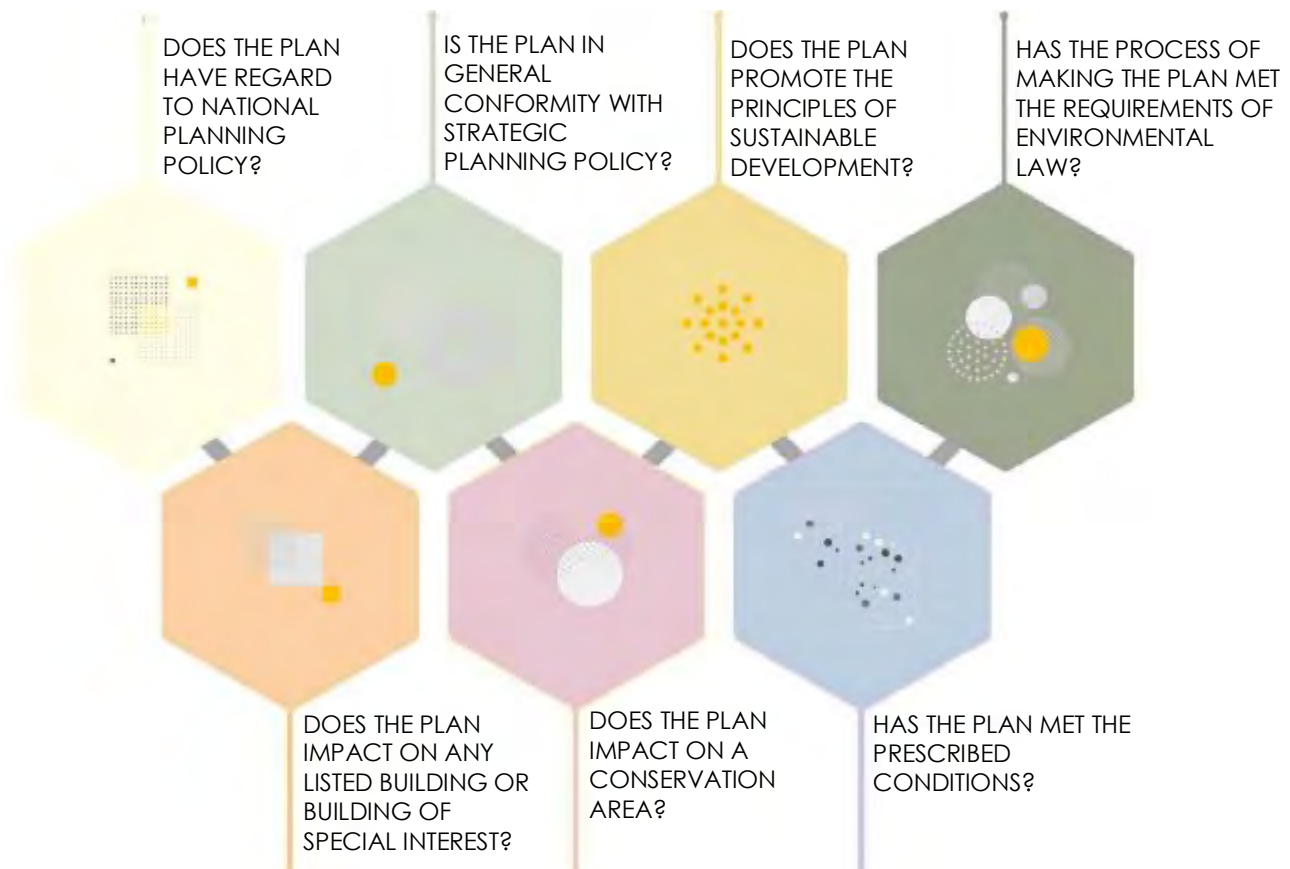 DOES THE PLAN
HAVE REGARD
TO NATIONAL
PLANNING
POLICY?
IS THE PLAN IN
GENERAL
CONFORMITY WITH
STRATEGIC
PLANNING POLICY?
DOES THE PLAN
PROMOTE THE
PRINCIPLES OF
SUSTAINABLE
DEVELOPMENT?
HAS THE PROCESS OF
MAKING THE PLAN MET
THE REQUIREMENTS OF
ENVIRONMENTAL
LAW?
DOES THE PLAN
IMPACT ON ANY
LISTED BUILDING OR
BUILDING OF
SPECIAL INTEREST?
DOES THE PLAN
IMPACT ON A
CONSERVATION
AREA?
HAS THE PLAN MET THE
PRESCRIBED
CONDITIONS?